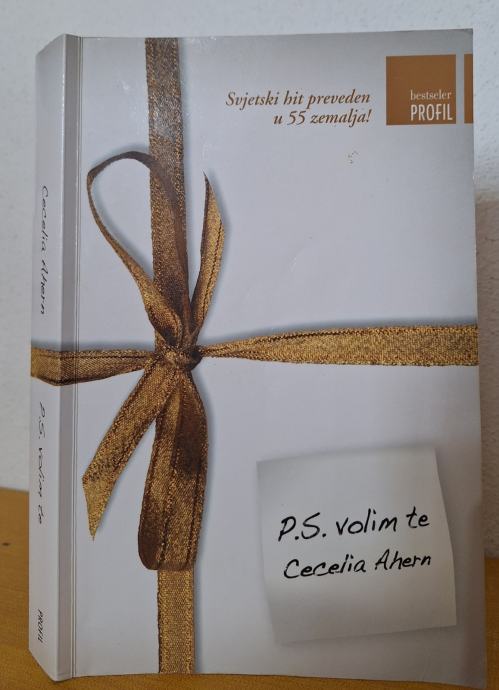 Svjetski hit preveden
u 55 zemalja!
bestseler
PROFIL
P.S. volim te
Cecelia Ahern
Cecelia Ahern
P.S. volim te
PROFIL